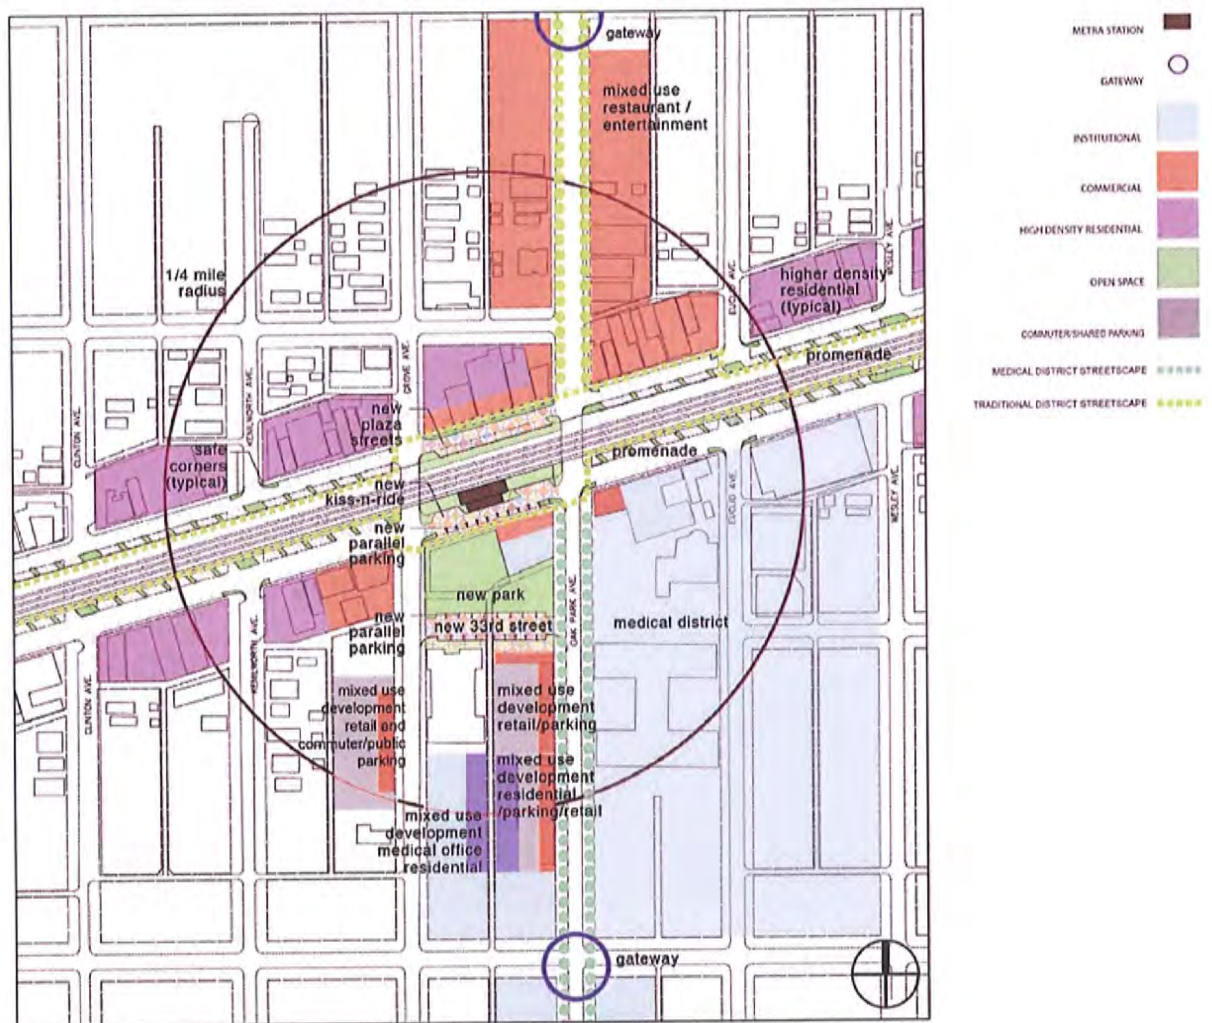 gateway
mixed use
restaurant /
entertainment
1/4 mile
radius
EUCLID AVE.
WESLEY AVE.
higher density
residential
(typical)
promenade
GROVE AVE.
KENILWORTH AVE.
CLINTON AVE.
new
plaza
streets
safe
corners
(typical)
promenade
new
kiss-n-ride
EUCLID AVE.
WESLEY AVE.
new
parallel
parking
new park
OAK PARK AVE.
new
parallel
parking
new 33rd street
medical district
KENILWORTH AVE.
CLINTON AVE.
mixed use
development
retail and
commuter/public
parking
mixed use
development
retail/parking
mixed use
development
residential
/parking/retail
mixed use
development
medical office
residential
gateway
METRA STATION
GATEWAY
INSTITUTIONAL
COMMERCIAL
HIGH DENSITY RESIDENTIAL
OPEN SPACE
COMMUTER/SHARED PARKING
MEDICAL DISTRICT STREETSCAPE
TRADITIONAL DISTRICT STREETSCAPE